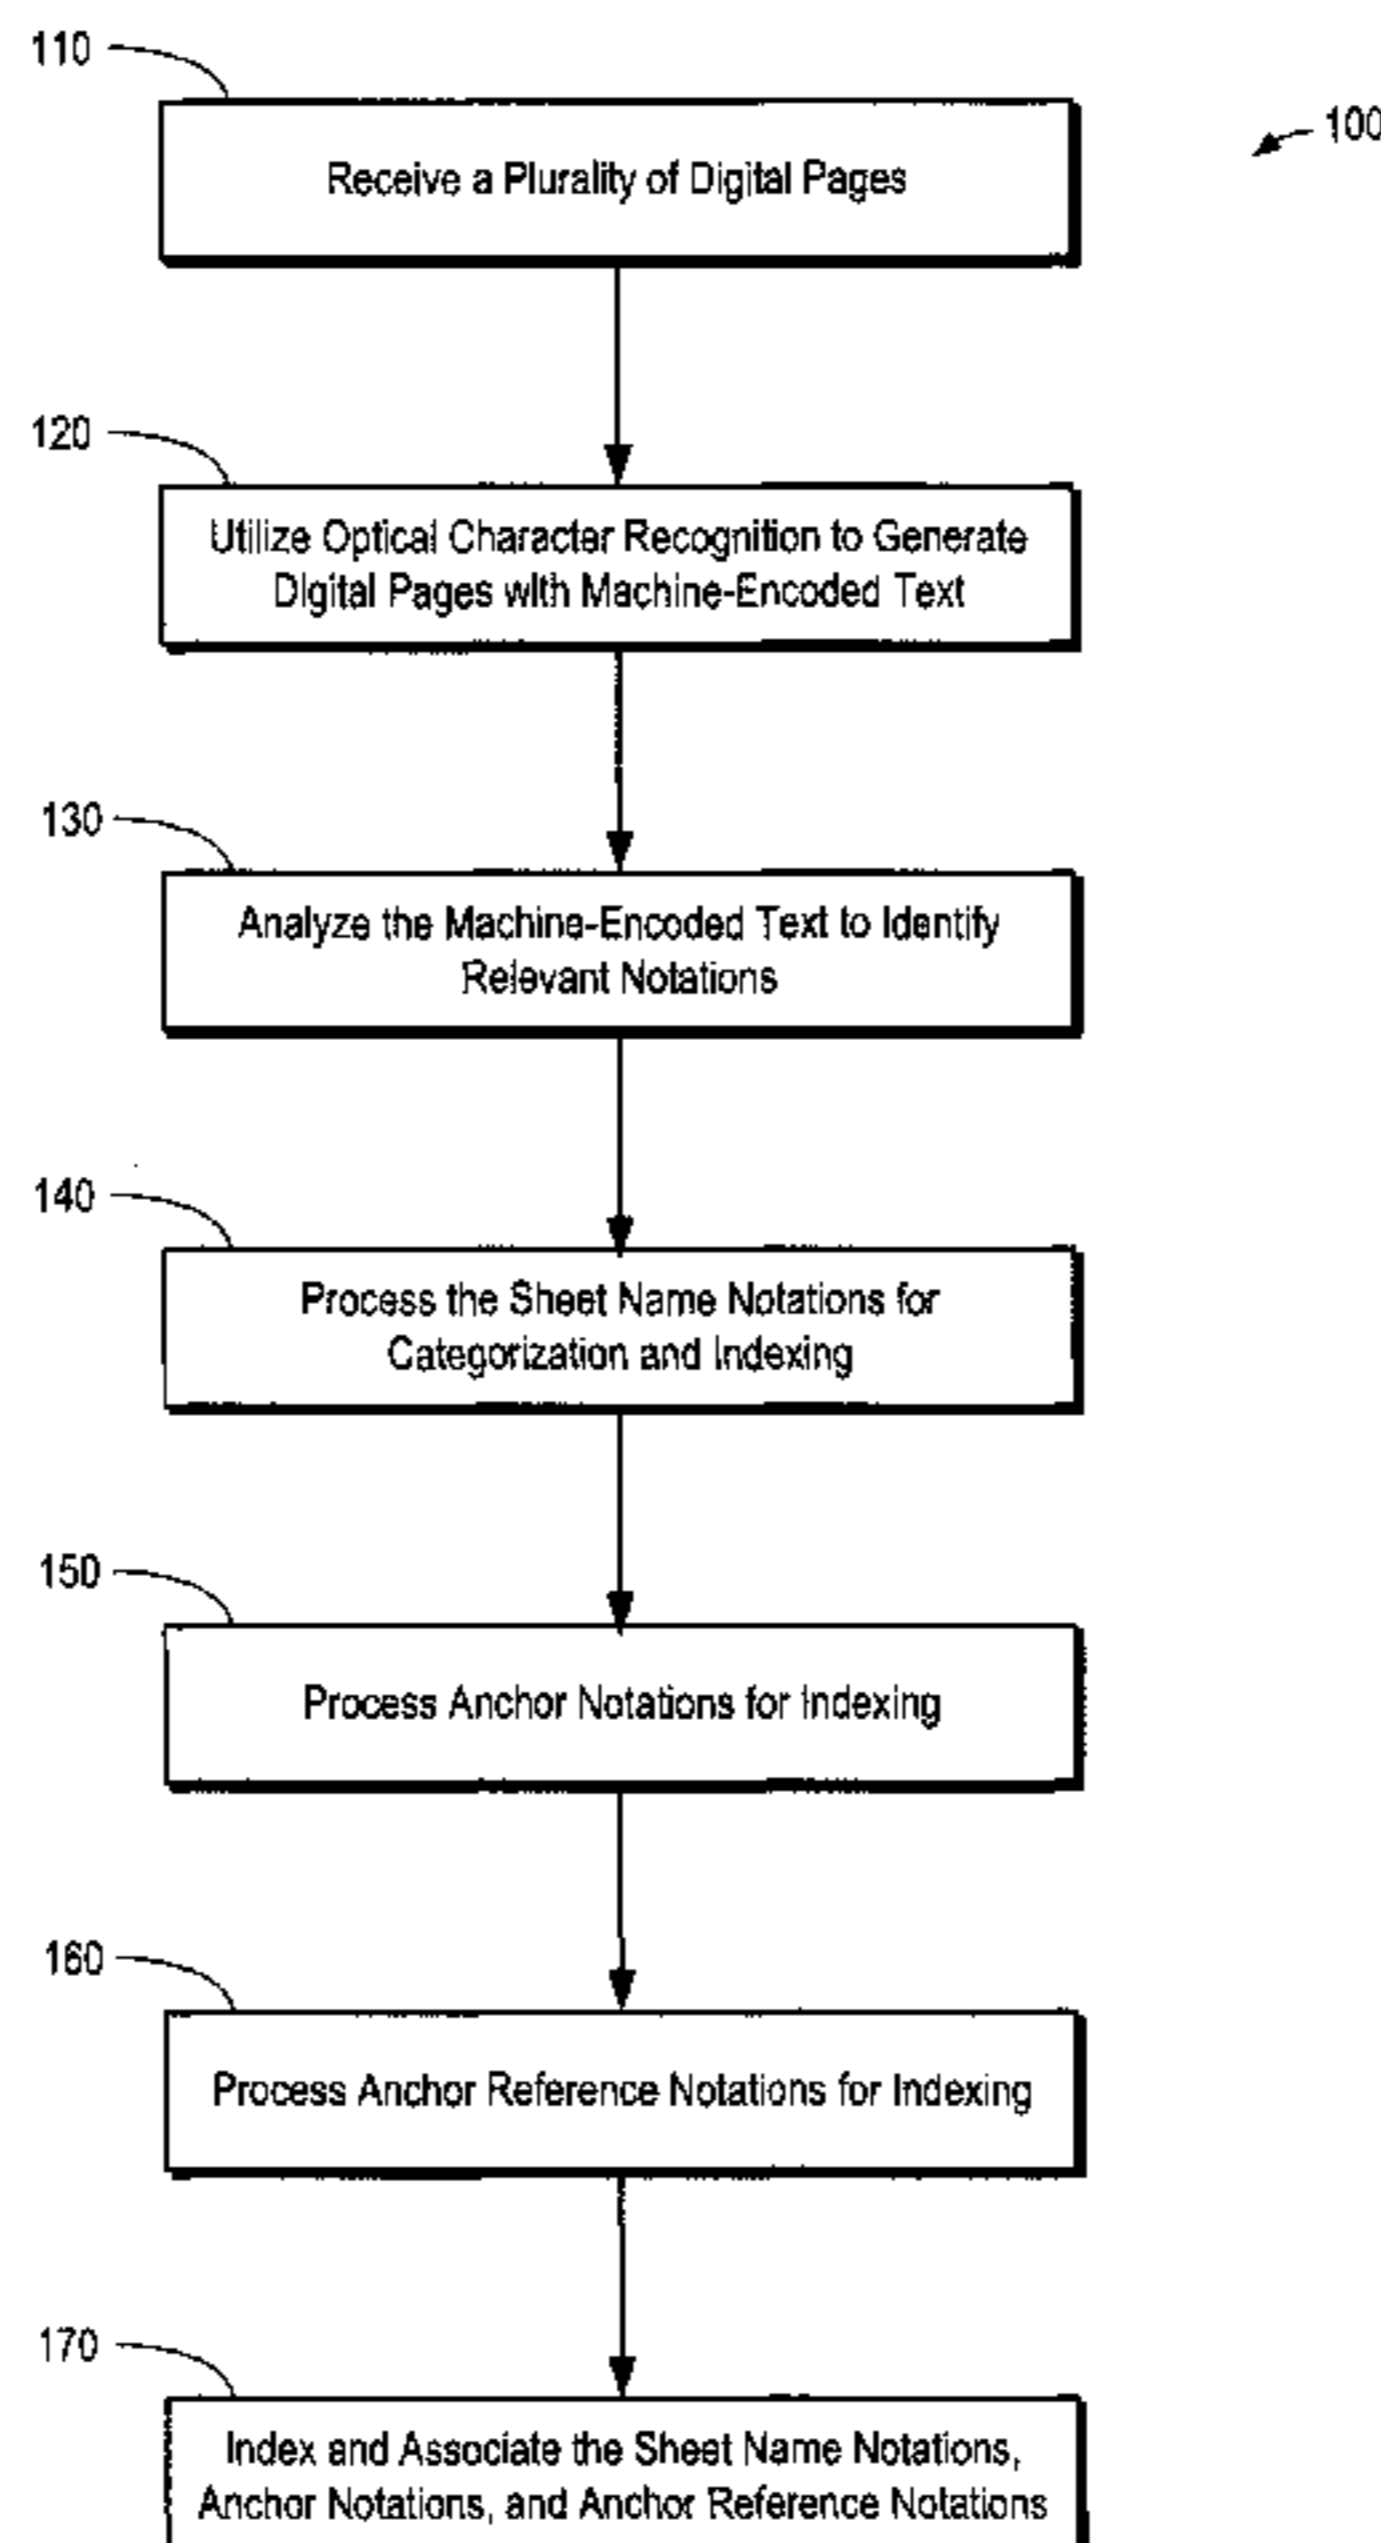 110
100
Receive a Plurality of Digital Pages
120
Utilize Optical Character Recognition to Generate
Digital Pages with Machine-Encoded Text
130
Analyze the Machine-Encoded Text to Identify
Relevant Notations
140
Process the Sheet Name Notations for
Categorization and Indexing
150
Process Anchor Notations for Indexing
160
Process Anchor Reference Notations for Indexing
170
Index and Associate the Sheet Name Notations,
Anchor Notations, and Anchor Reference Notations